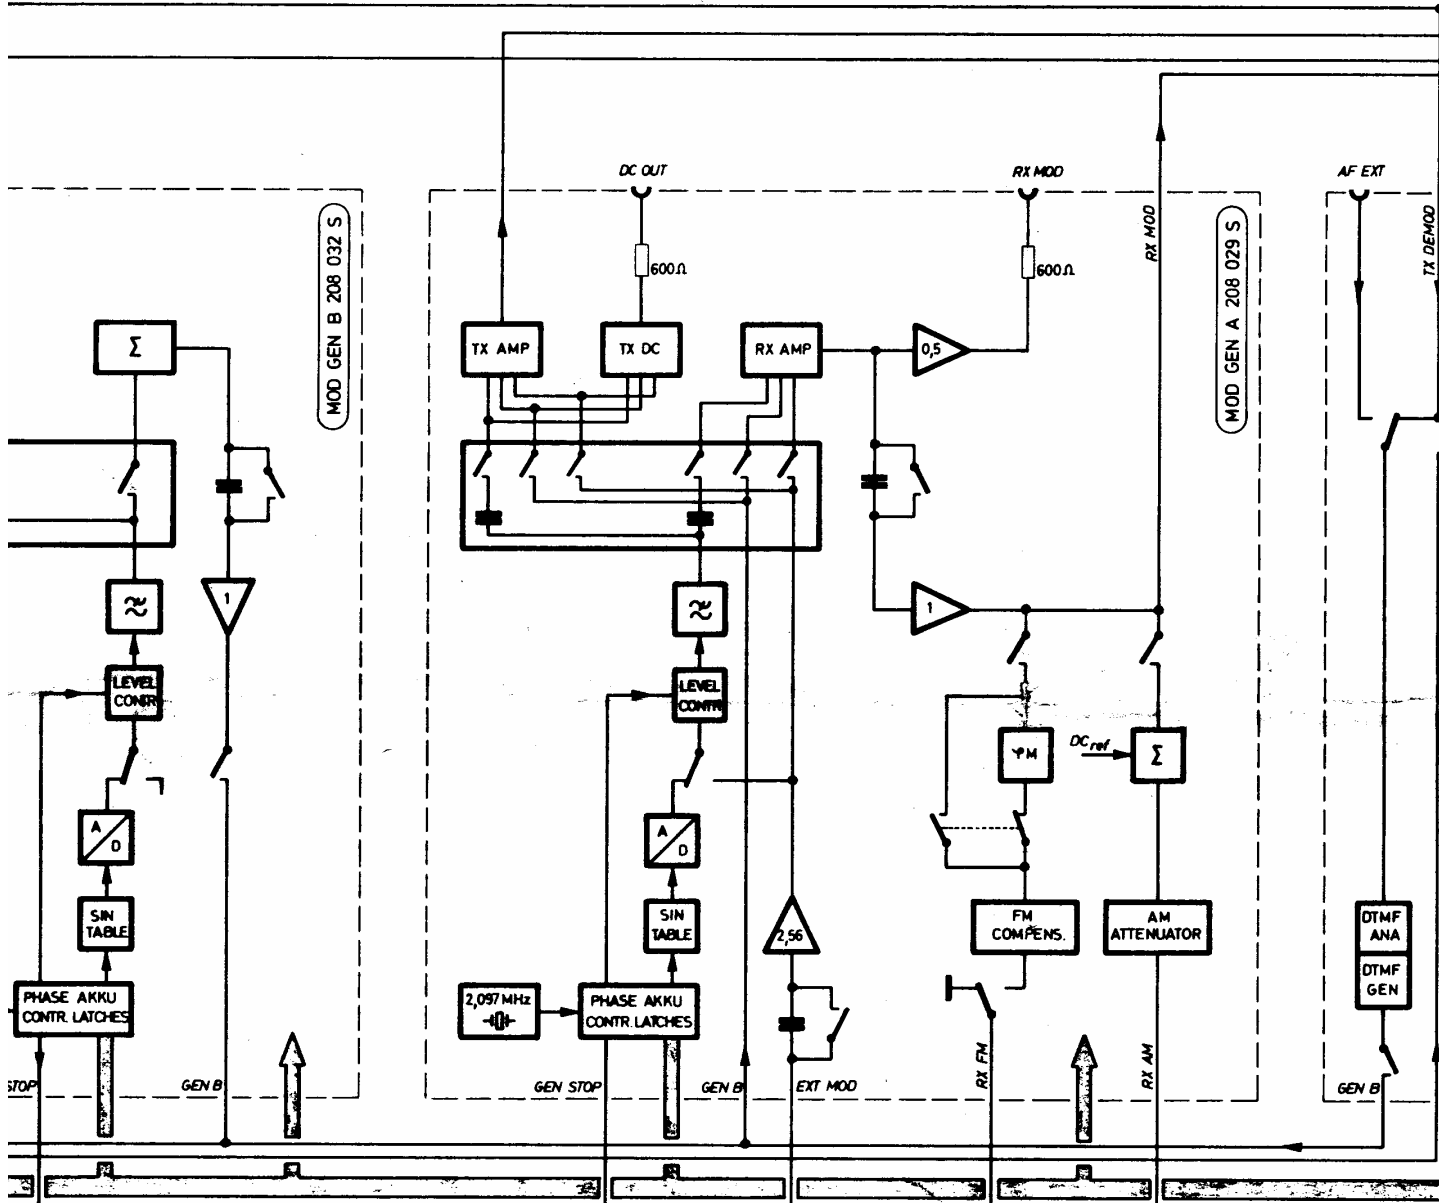 DC OUT
RX MOD
AF EXT
MOD GEN B 208 032 S
600Ω
600Ω
RX MOD
MOD GEN A 208 029 S
TX DEMOD
Σ
TX AMP
TX DC
RX AMP
0,5
1
1
LEVEL
CONTR
LEVEL
CONTR
φM
DC ref
Σ
A
D
A
D
SIN
TABLE
SIN
TABLE
2,56
FM
COMPENS.
AM
ATTENUATOR
DTMF
ANA
DTMF
GEN
PHASE AKKU
CONTR. LATCHES
2,097 MHz
PHASE AKKU
CONTR. LATCHES
STOP
GEN B
GEN STOP
GEN B
EXT MOD
RX FM
RX AM
GEN B